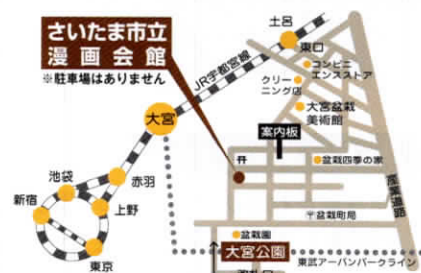 さいたま市立
漫画会館
※駐車場はありません
JR宇都宮線
土呂
東口
コンビニ
エンスストア
クリー
ニング店
大宮盆栽
美術館
案内板
大宮
盆栽四季の家
産業道路
〒盆栽町局
池袋
赤羽
新宿
上野
東京
盆栽園
大宮公園
東武アーバンパークライン